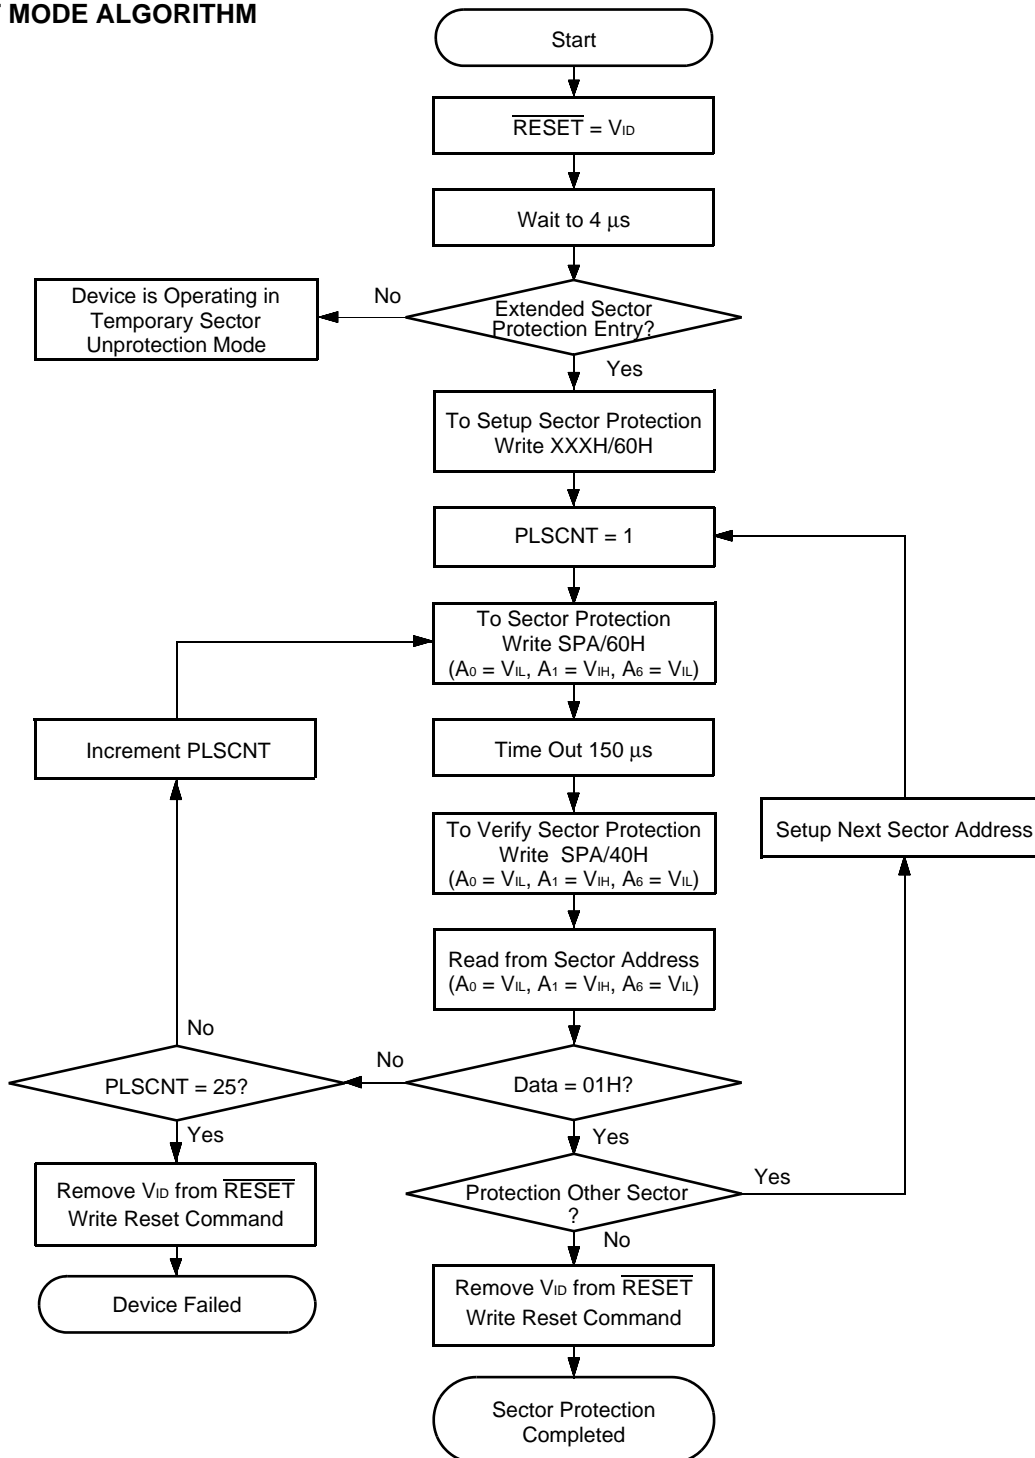 MODE ALGORITHM
Start
RESET = VID
Wait to 4 μs
No
Device is Operating in
Temporary Sector
Unprotection Mode
Extended Sector
Protection Entry?
Yes
To Setup Sector Protection
Write XXXH/60H
PLSCNT = 1
To Sector Protection
Write SPA/60H
(A0 = VIL, A1 = VIH, A6 = VIL)
Increment PLSCNT
Time Out 150 μs
Setup Next Sector Address
To Verify Sector Protection
Write SPA/40H
(A0 = VIL, A1 = VIH, A6 = VIL)
Read from Sector Address
(A0 = VIL, A1 = VIH, A6 = VIL)
No
No
PLSCNT = 25?
Data = 01H?
Yes
Yes
Yes
Protection Other Sector
?
Remove VID from RESET
Write Reset Command
No
Device Failed
Remove VID from RESET
Write Reset Command
Sector Protection
Completed